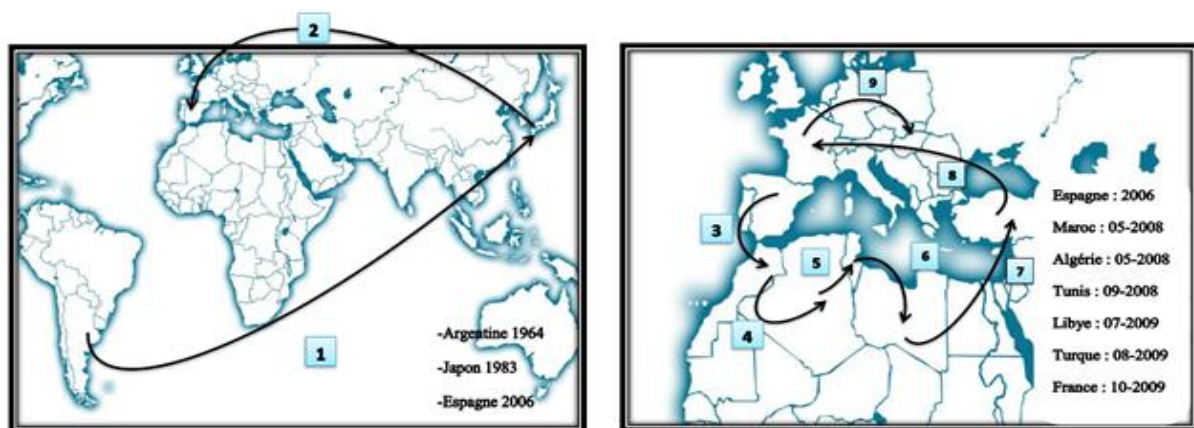 2
1
-Argentine 1964
-Japon 1983
-Espagne 2006
9
8
3
5
6
7
4
Espagne : 2006
Maroc : 05-2008
Algérie : 05-2008
Tunis : 09-2008
Libye : 07-2009
Turque : 08-2009
France : 10-2009